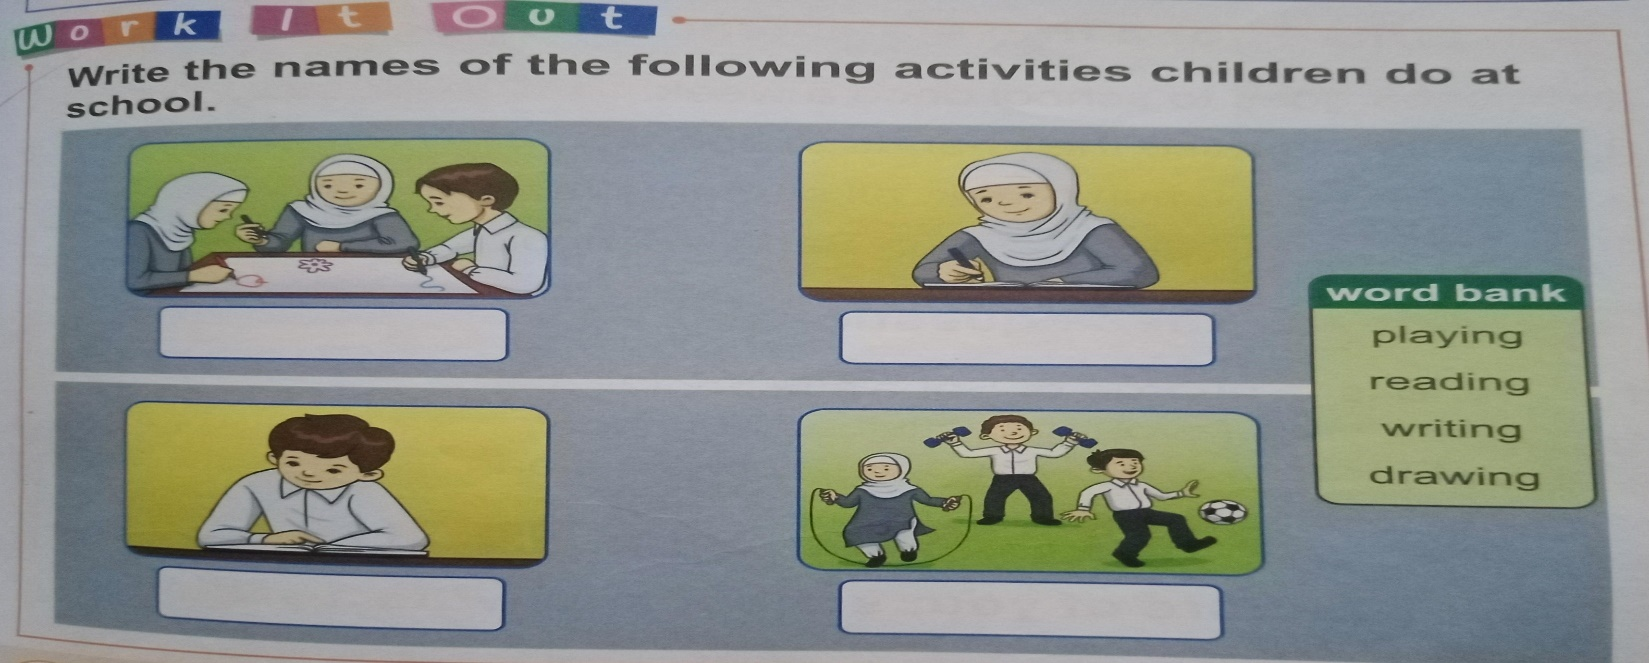 Work It Out
Write the names of the following activities children do at
school.
word bank
playing
reading
writing
drawing